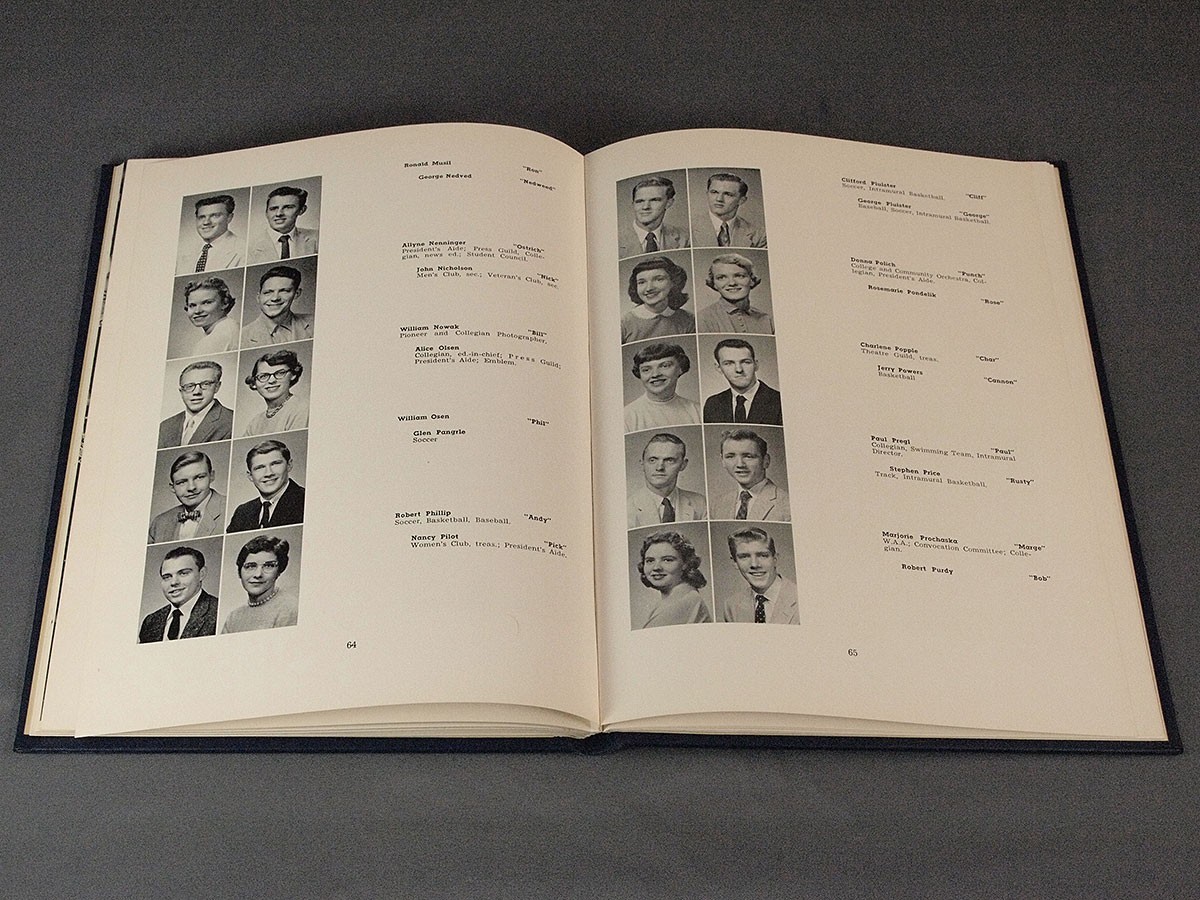 Ronald Musil "Ron"
George Nedved "Nedweed"
Allyne Nenninger "Ostrich"
President's Aide; Press Guild; Colle-
gian, news ed.; Student Council.
John Nicholson "Nick"
Men's Club, sec.; Veteran's Club, sec.
William Nowak "Bill"
Pioneer and Collegian Photographer.
Alice Olsen
Collegian, ed.-in-chief; Press Guild;
President's Aide; Emblem.
William Osen "Phil"
Glen Pangrle
Soccer
Robert Phillip "Andy"
Soccer, Basketball, Baseball.
Nancy Pilot "Pick"
Women's Club, treas.; President's Aide.
64
Clifford Pluister "Cliff"
Soccer, Intramural Basketball.
George Pluister "George"
Baseball, Soccer, Intramural Basketball.
Donna Polich "Punch"
College and Community Orchestra, Col-
legian, President's Aide.
Rosemarie Pondelik "Rose"
Charlene Popple "Char"
Theatre Guild, treas.
Jerry Powers "Cannon"
Basketball
Paul Pregi "Paul"
Collegian, Swimming Team, Intramural
Director.
Stephen Price "Rusty"
Track, Intramural Basketball.
Marjorie Prochaska "Marge"
W.A.A.; Convocation Committee; Colle-
gian.
Robert Purdy "Bob"
65